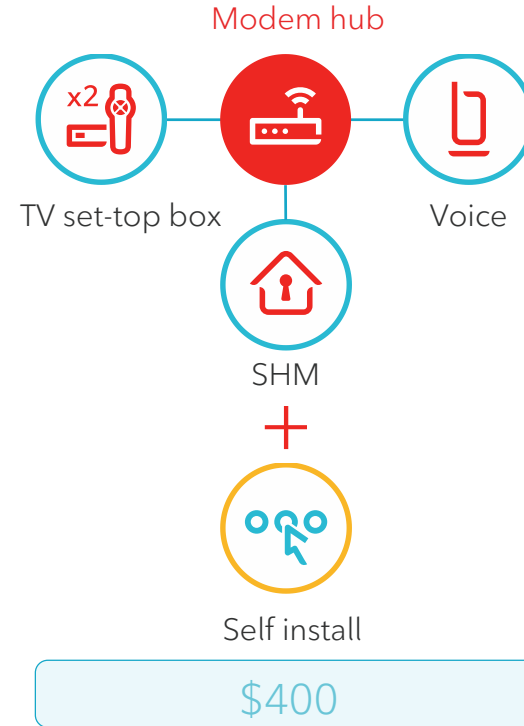 Modem hub
x2
TV set-top box
Voice
SHM
Self install
$400